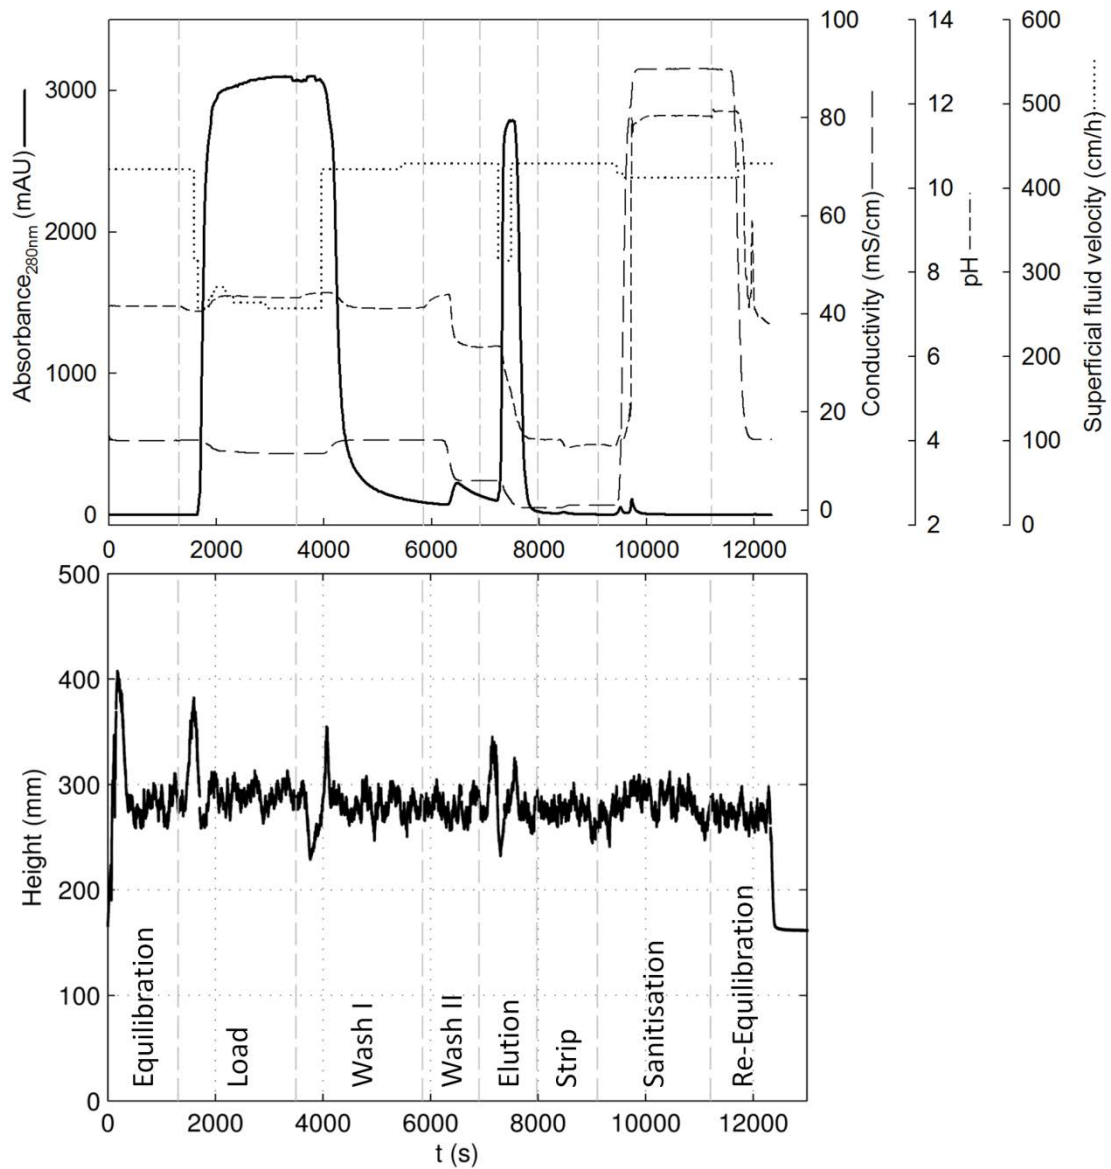 Absorbance280nm (mAU)
3000
2000
1000
0
0 2000 4000 6000 8000 10000 12000
100
80
60
40
20
0
Conductivity (mS/cm)
14
12
10
8
6
4
2
pH
600
500
400
300
200
100
0
Superficial fluid velocity (cm/h)
Height (mm)
500
400
300
200
100
0
Equilibration
Load
Wash I
Wash II
Elution
Strip
Sanitisation
Re-Equilibration
0 2000 4000 6000 8000 10000 12000
t (s)